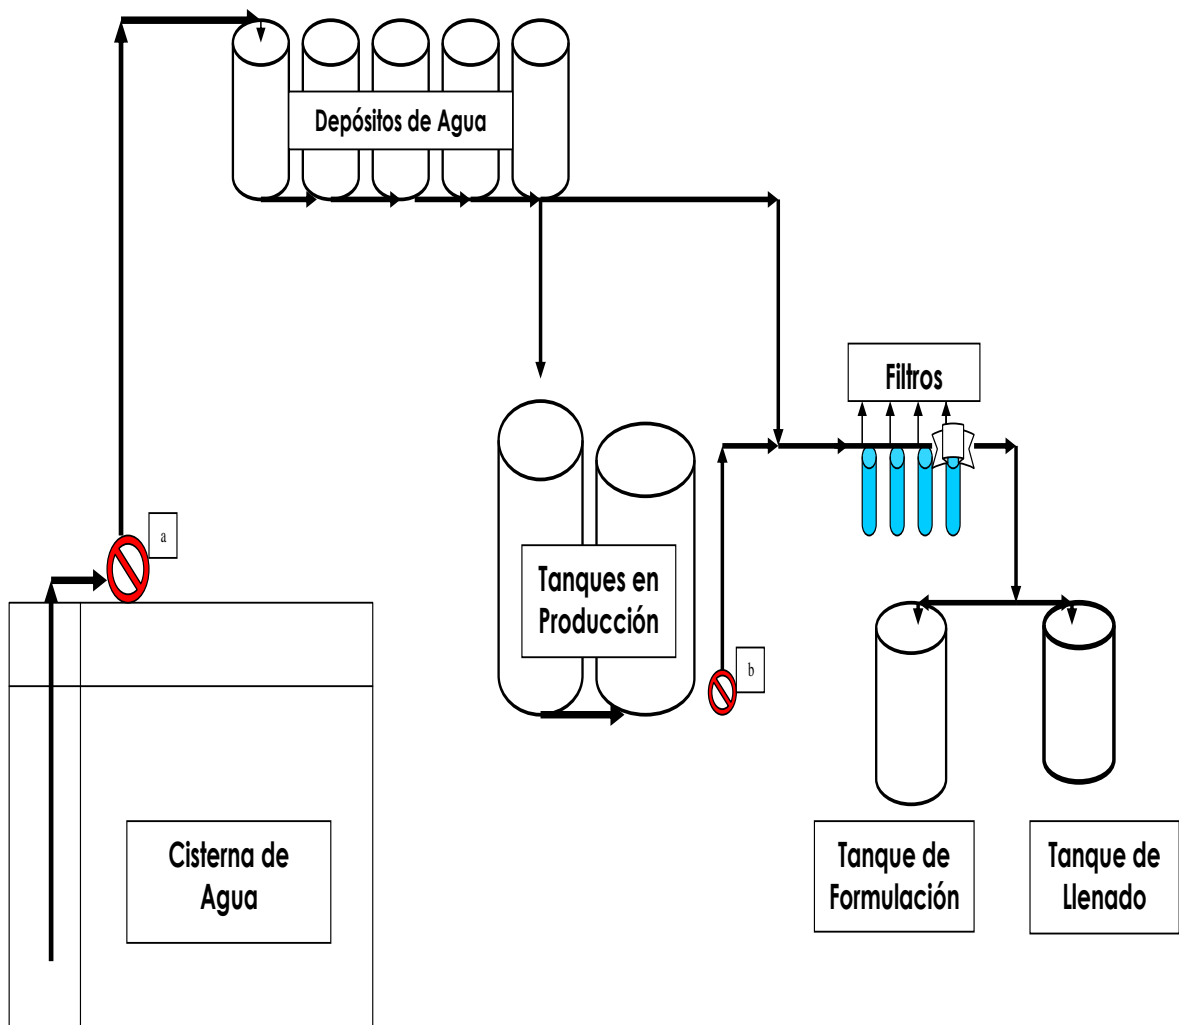 Depósitos de Agua
Filtros
a
Tanques en
Producción
b
Cisterna de
Agua
Tanque de
Formulación
Tanque de
Llenado